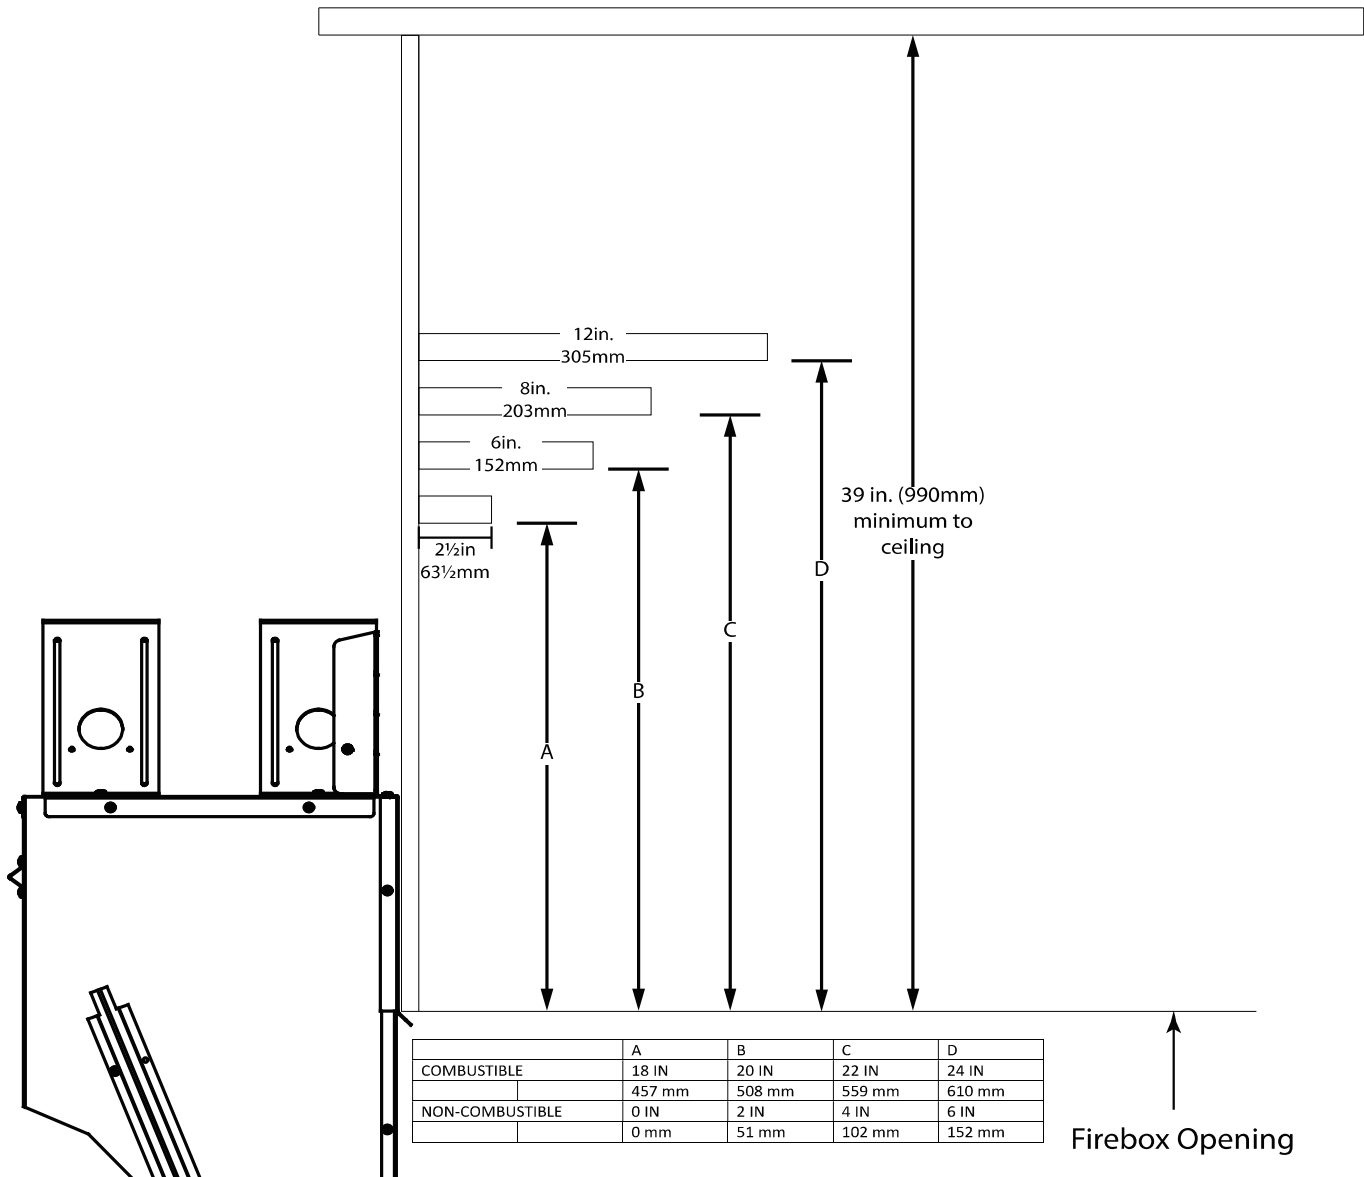 12in.
305mm
8in.
203mm
6in.
152mm
2½in
63½mm
39 in. (990mm)
minimum to
ceiling
D
C
B
A
A B C D
COMBUSTIBLE 18 IN 20 IN 22 IN 24 IN
457 mm 508 mm 559 mm 610 mm
NON-COMBUSTIBLE 0 IN 2 IN 4 IN 6 IN
0 mm 51 mm 102 mm 152 mm
Firebox Opening